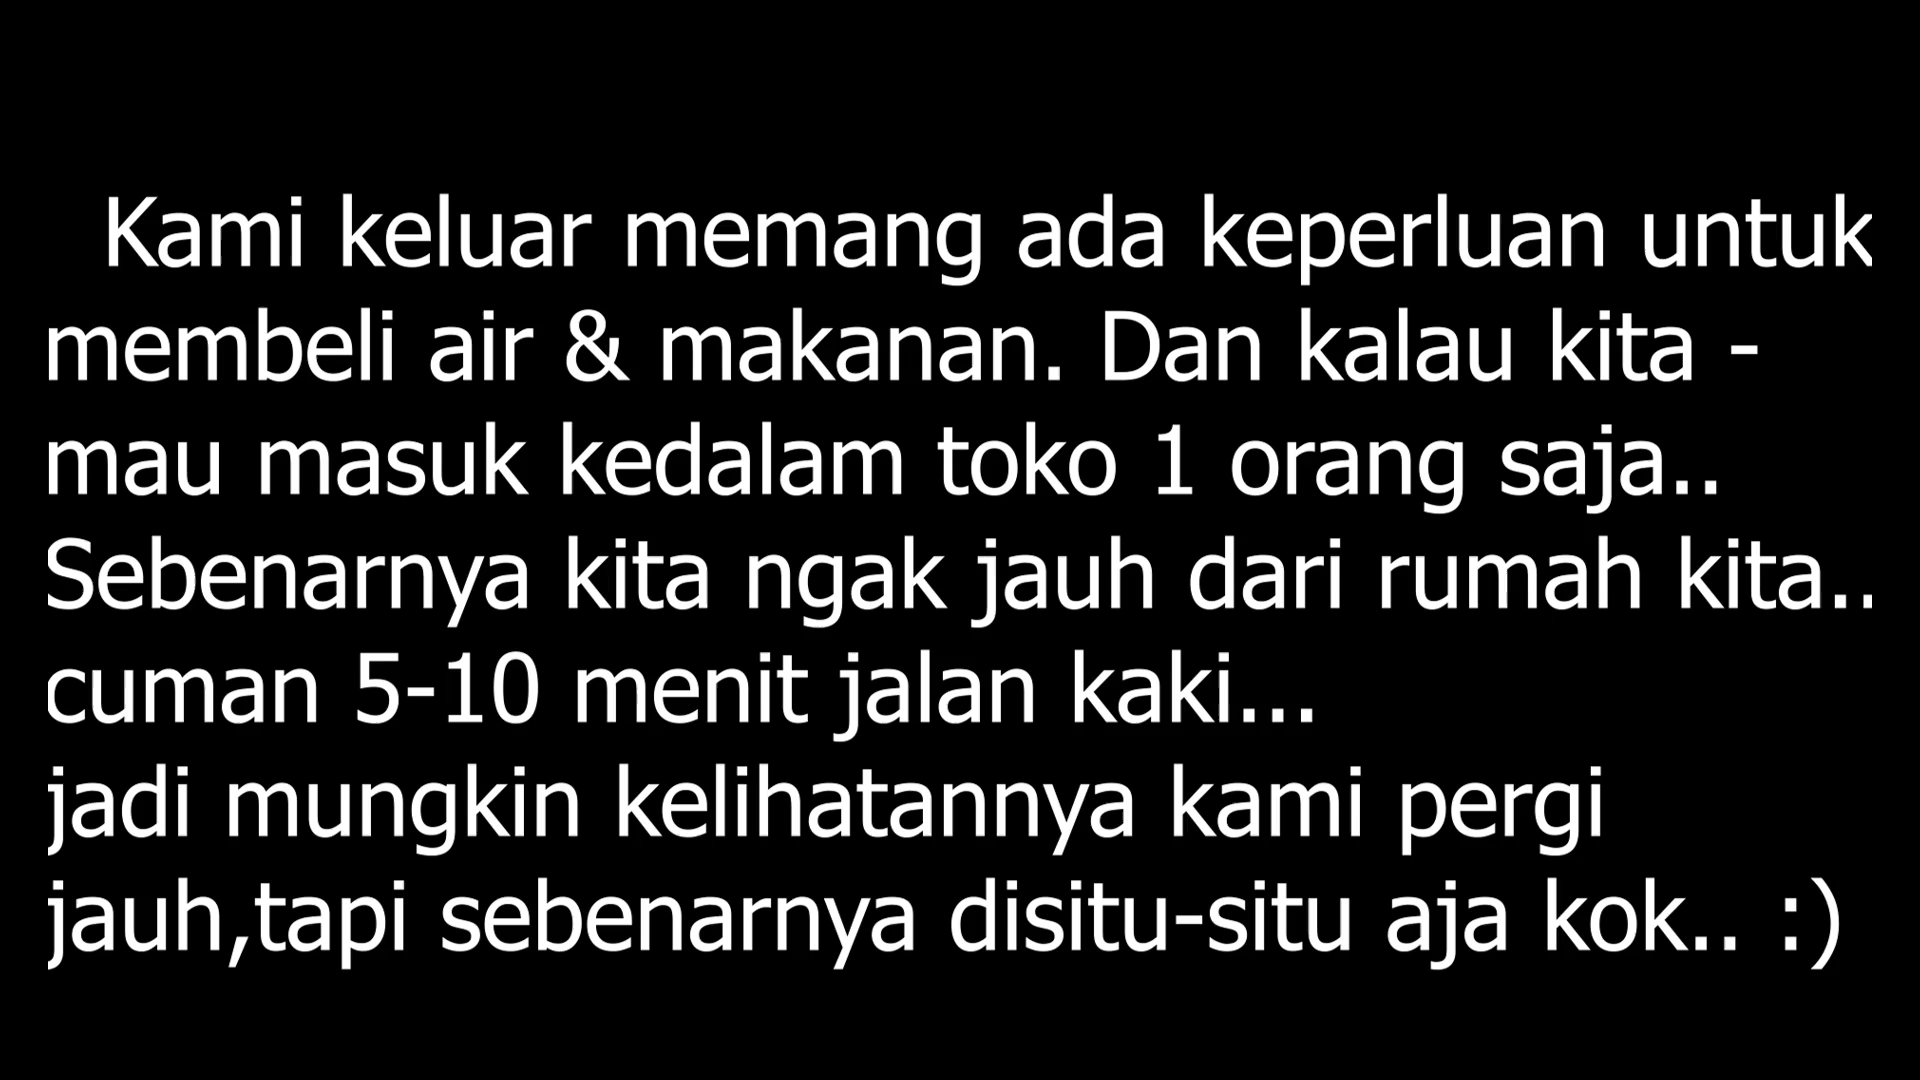 Kami keluar memang ada keperluan untuk
membeli air & makanan. Dan kalau kita -
mau masuk kedalam toko 1 orang saja..
Sebenarnya kita ngak jauh dari rumah kita..
cuman 5-10 menit jalan kaki...
jadi mungkin kelihatannya kami pergi
jauh,tapi sebenarnya disitu-situ aja kok.. :)